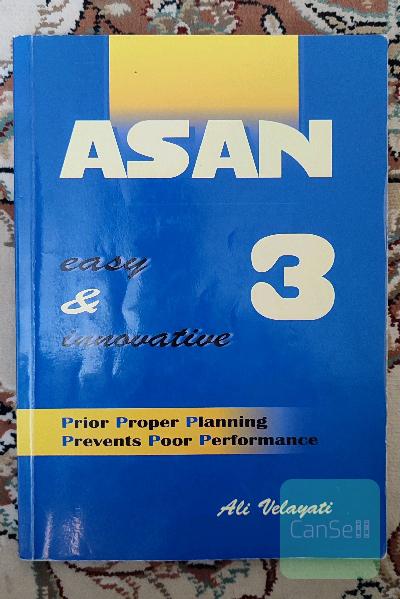 ASAN
easy
3
&
innovative
Prior Proper Planning
Prevents Poor Performance
Ali Velayati
CanSell